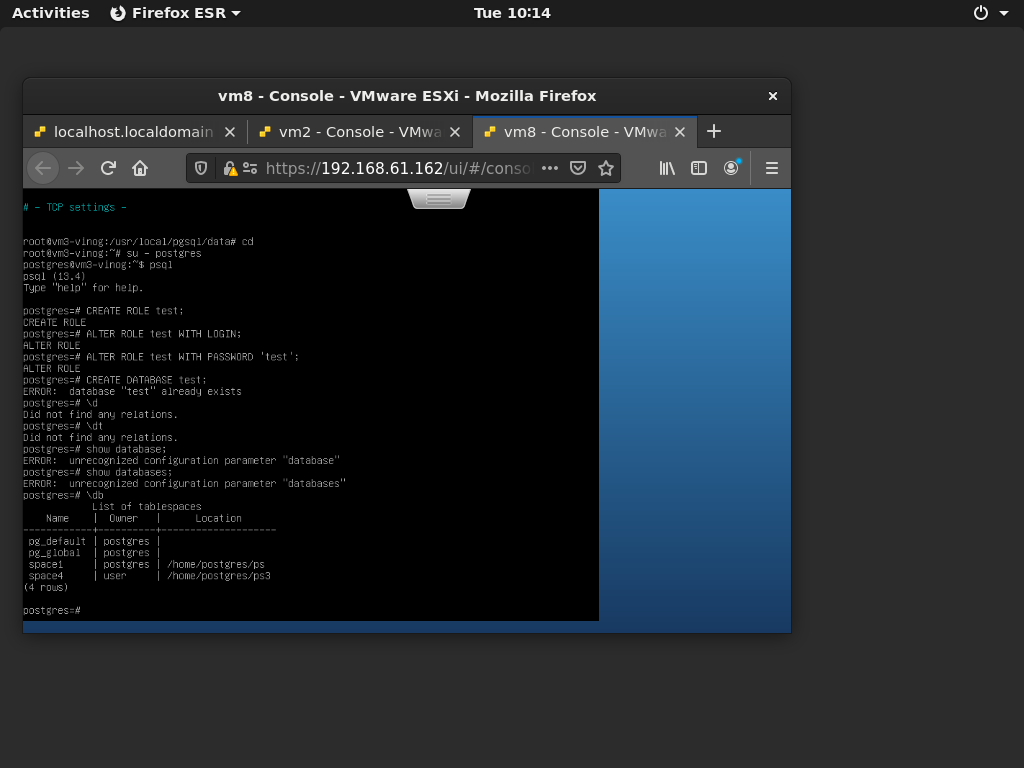 Activities Firefox ESR Tue 10:14
vm8 - Console - VMware ESXi - Mozilla Firefox
localhost.localdomain vm2 - Console - VMwa vm8 - Console - VMwa
https://192.168.61.162/ui/#/conso
# - TCP settings -
root@vm3-vinog:/usr/local/pgsql/data# cd
root@vm3-vinog:~# su - postgres
postgres@vm3-vinog:~$ psql
psql (13.4)
Type "help" for help.
postgres=# CREATE ROLE test;
CREATE ROLE
postgres=# ALTER ROLE test WITH LOGIN;
ALTER ROLE
postgres=# ALTER ROLE test WITH PASSWORD 'test';
ALTER ROLE
postgres=# CREATE DATABASE test;
ERROR:  database "test" already exists
postgres=# \d
Did not find any relations.
postgres=# \dt
Did not find any relations.
postgres=# show database;
ERROR:  unrecognized configuration parameter "database"
postgres=# show databases;
ERROR:  unrecognized configuration parameter "databases"
postgres=# \db
List of tablespaces
Name | Owner | Location
------------+----------+--------------------
pg_default | postgres |
pg_global | postgres |
space1 | postgres | /home/postgres/ps
space4 | user | /home/postgres/ps3
(4 rows)
postgres=#